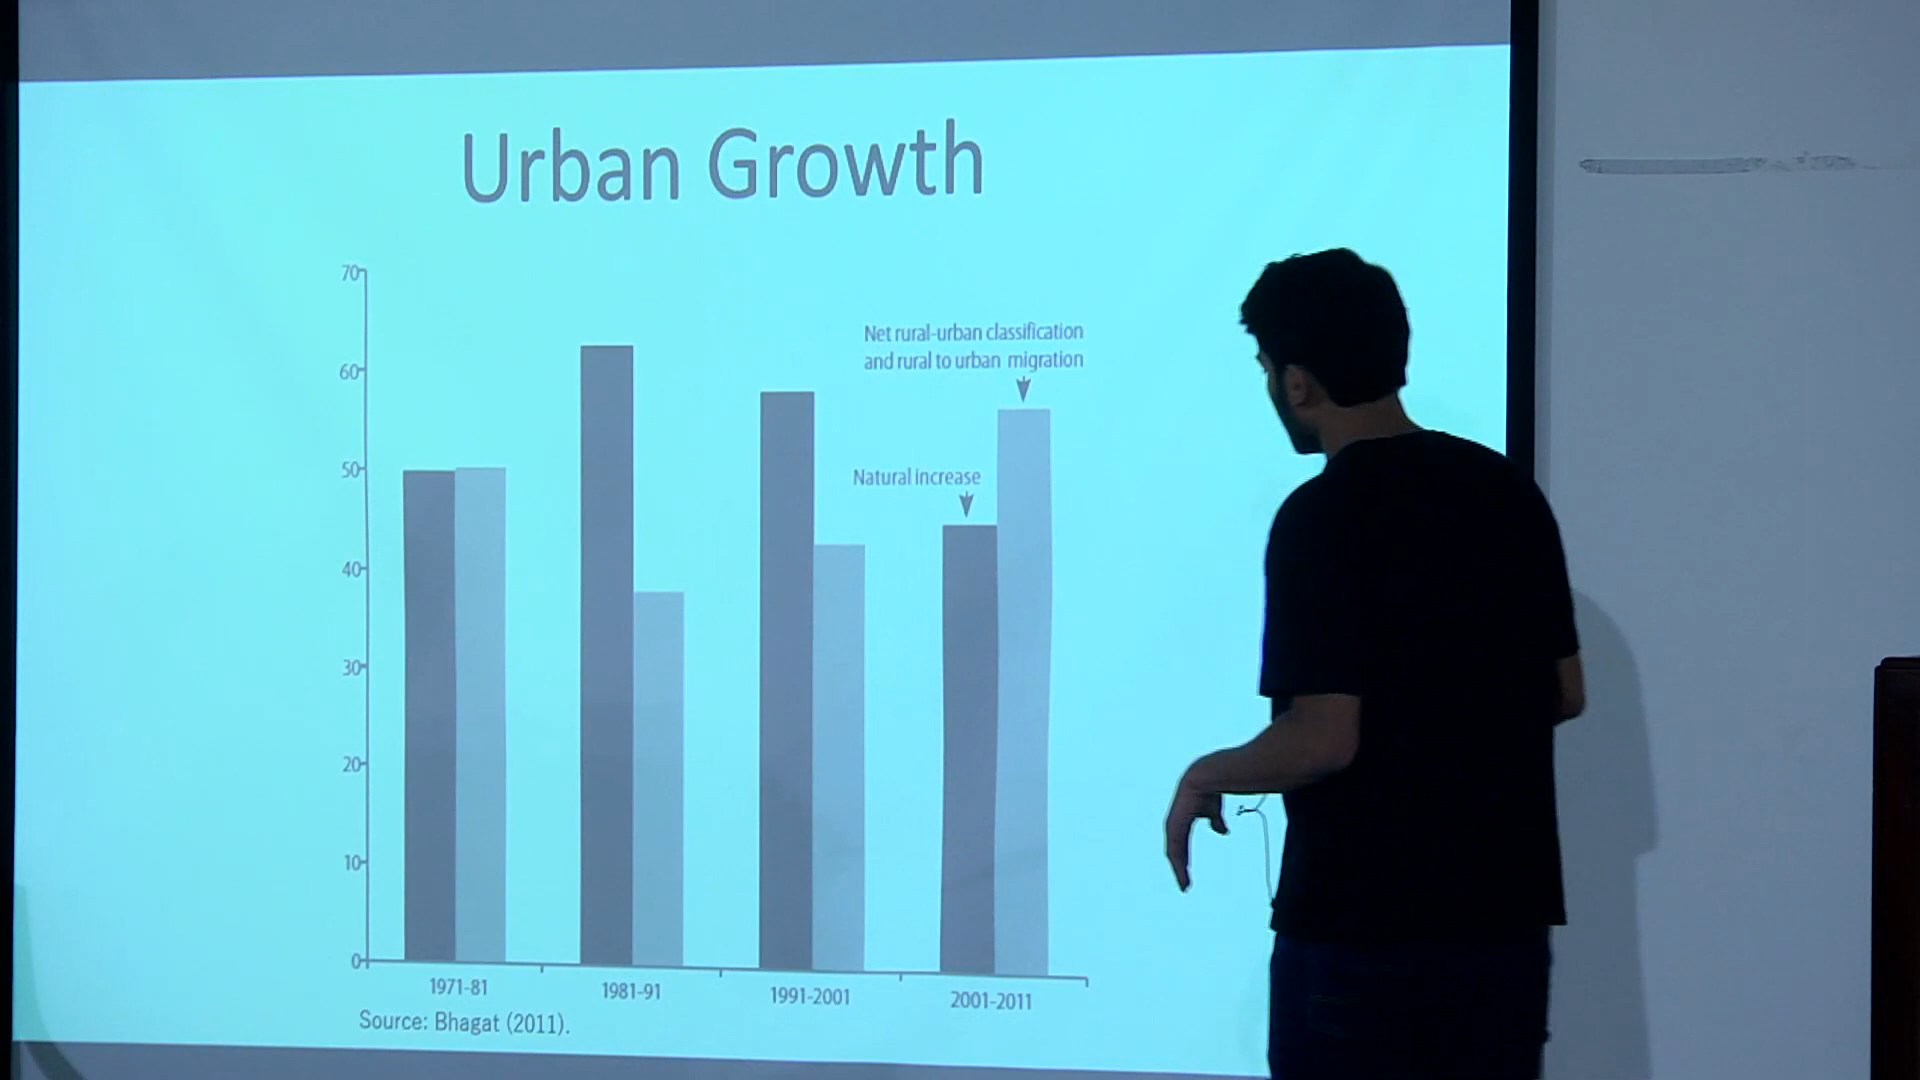 Urban Growth
70
60
50
40
30
20
10
0
Net rural-urban classification
and rural to urban migration
Natural increase
1971-81
1981-91
1991-2001
2001-2011
Source: Bhagat (2011).